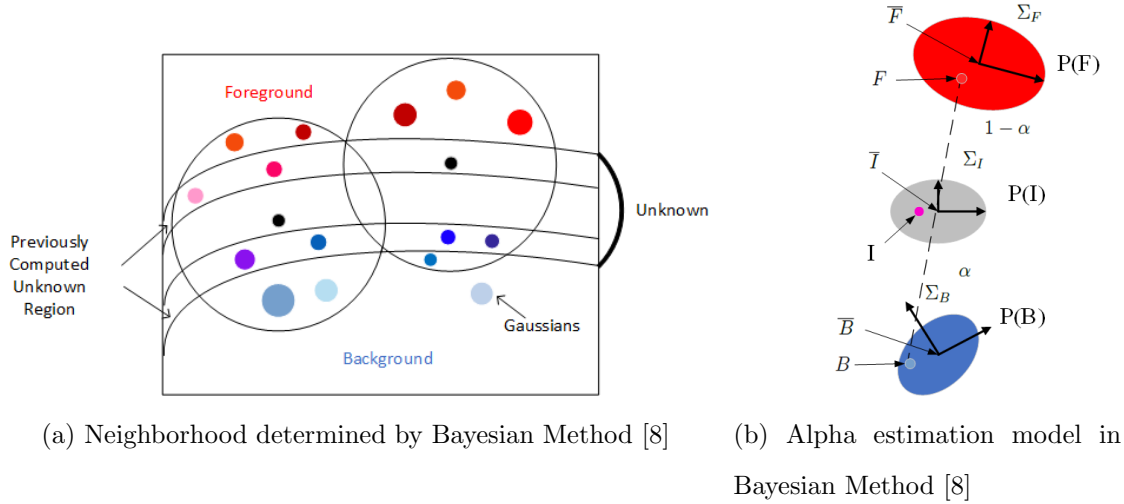 Foreground
Unknown
Previously
Computed
Unknown
Region
Gaussians
Background
(a) Neighborhood determined by Bayesian Method [8]
F̅
Σ_F
P(F)
F
1 − α
I̅
Σ_I
P(I)
I
α
Σ_B
P(B)
B̅
B
(b) Alpha estimation model in
Bayesian Method [8]